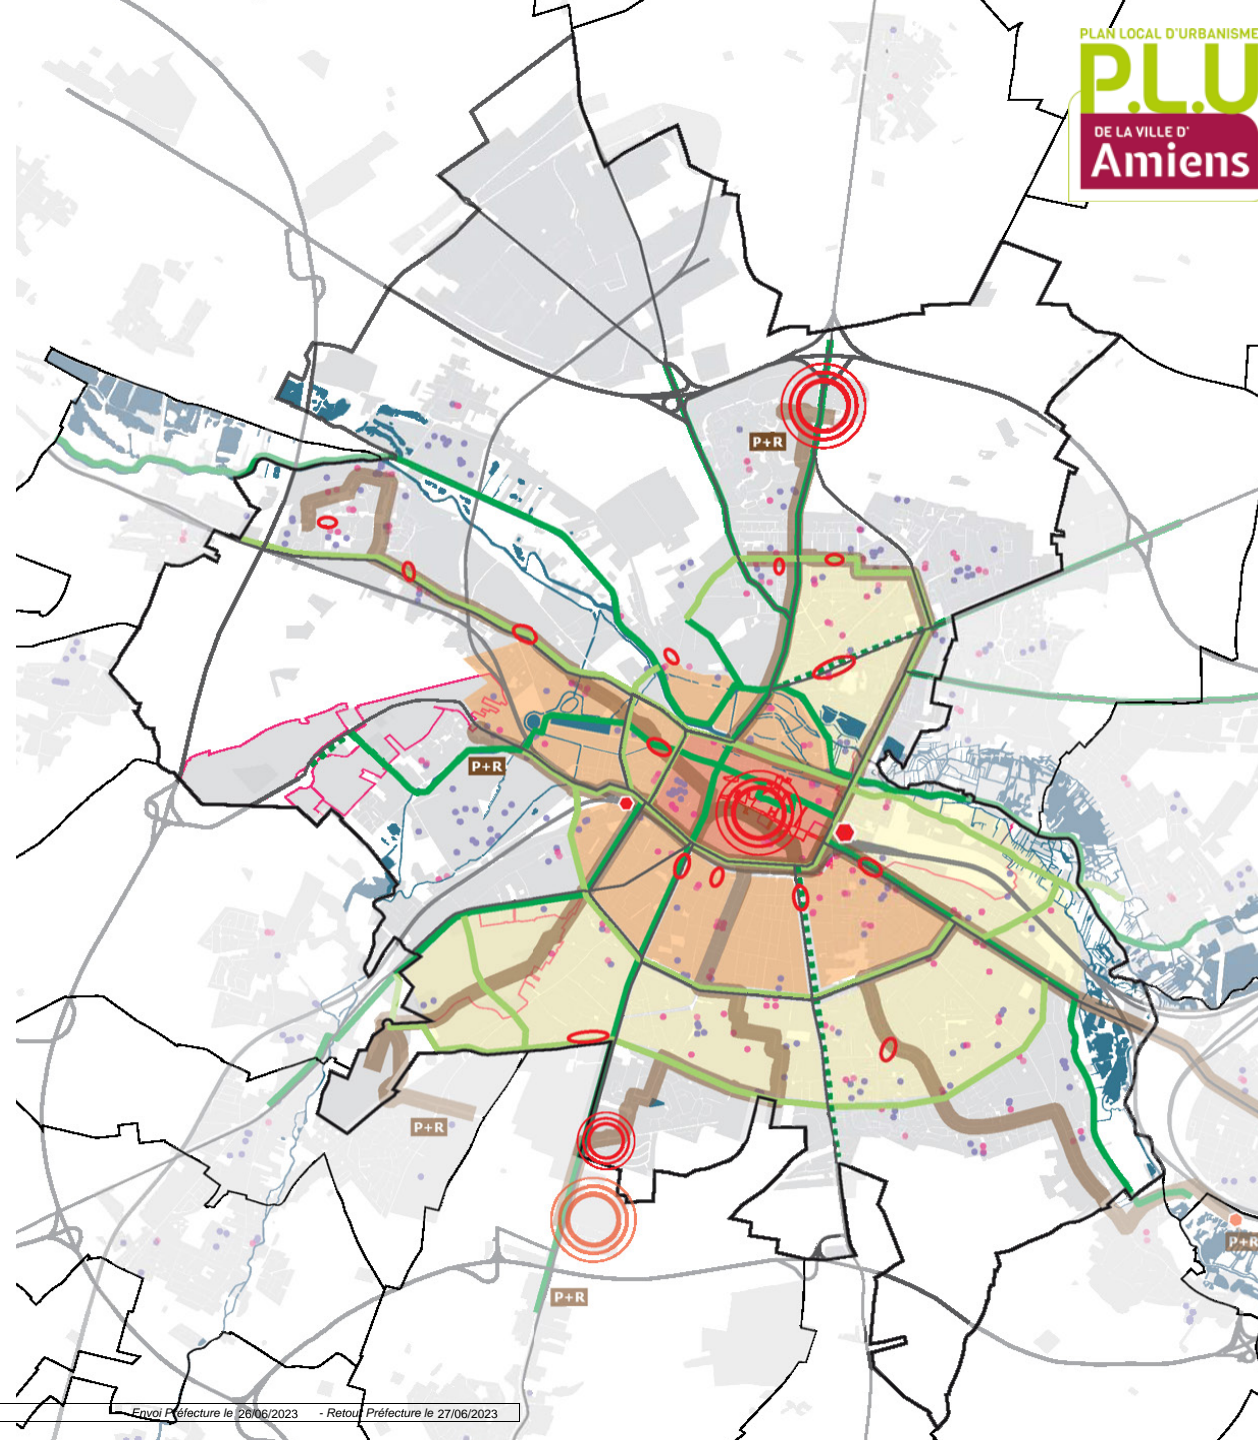 PLAN LOCAL D'URBANISME
P.L.U
DE LA VILLE D'
Amiens
P+R
P+R
P+R
P+R
P+R
Envoi Préfecture le 26/06/2023 - Retour Préfecture le 27/06/2023